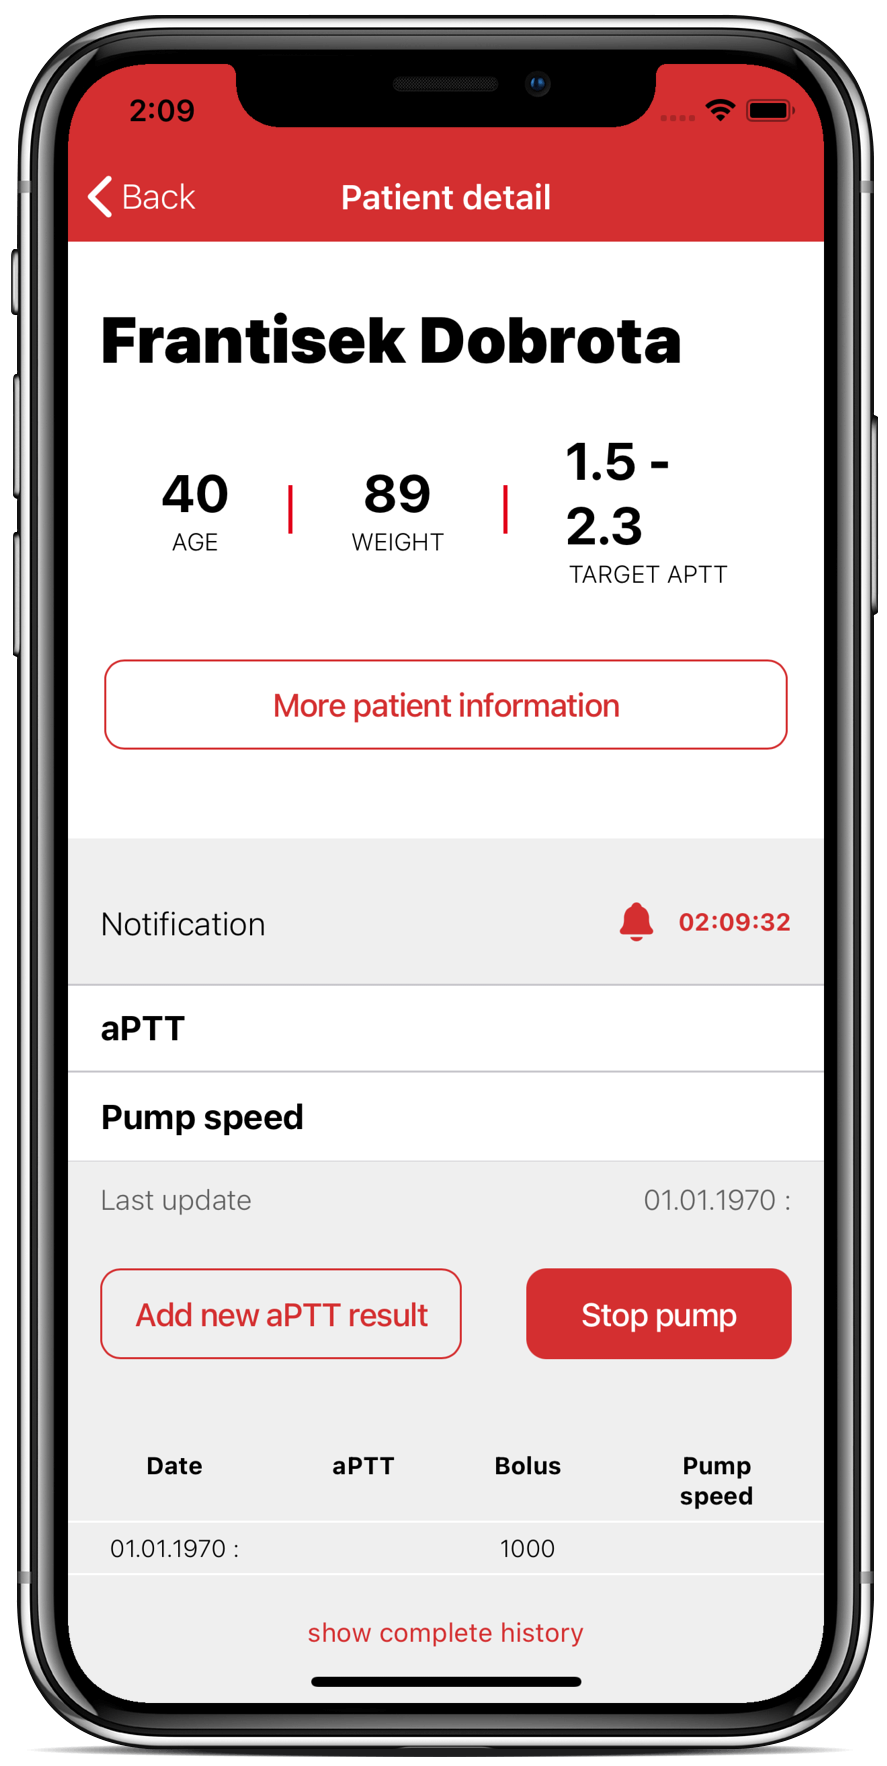 2:09
Back
Patient detail
Frantisek Dobrota
40
AGE
89
WEIGHT
1.5 -
2.3
TARGET APTT
More patient information
Notification
02:09:32
aPTT
Pump speed
Last update
01.01.1970 :
Add new aPTT result
Stop pump
Date
aPTT
Bolus
Pump
speed
01.01.1970 :
1000
show complete history